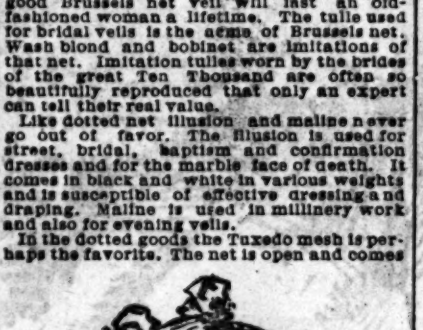 good Brussels net veil will last an old-
fashioned woman a lifetime. The tulle used
for bridal veils is the acme of Brussels net.
Wash blond and bobinet are imitations of
that net. Imitation tulles worn by the brides
of the great Ten Thousand are often so
beautifully reproduced that only an expert
can tell their real value.
Like dotted net illusion and maline never
go out of favor. The illusion is used for
street, bridal, baptism and confirmation
dresses and for the marble face of death. It
comes in black and white in various weights
and is susceptible of effective dressing and
draping. Maline is used in millinery work
and also for evening veils.
In the dotted goods the Tuxedo mesh is per-
haps the favorite. The net is open and comes